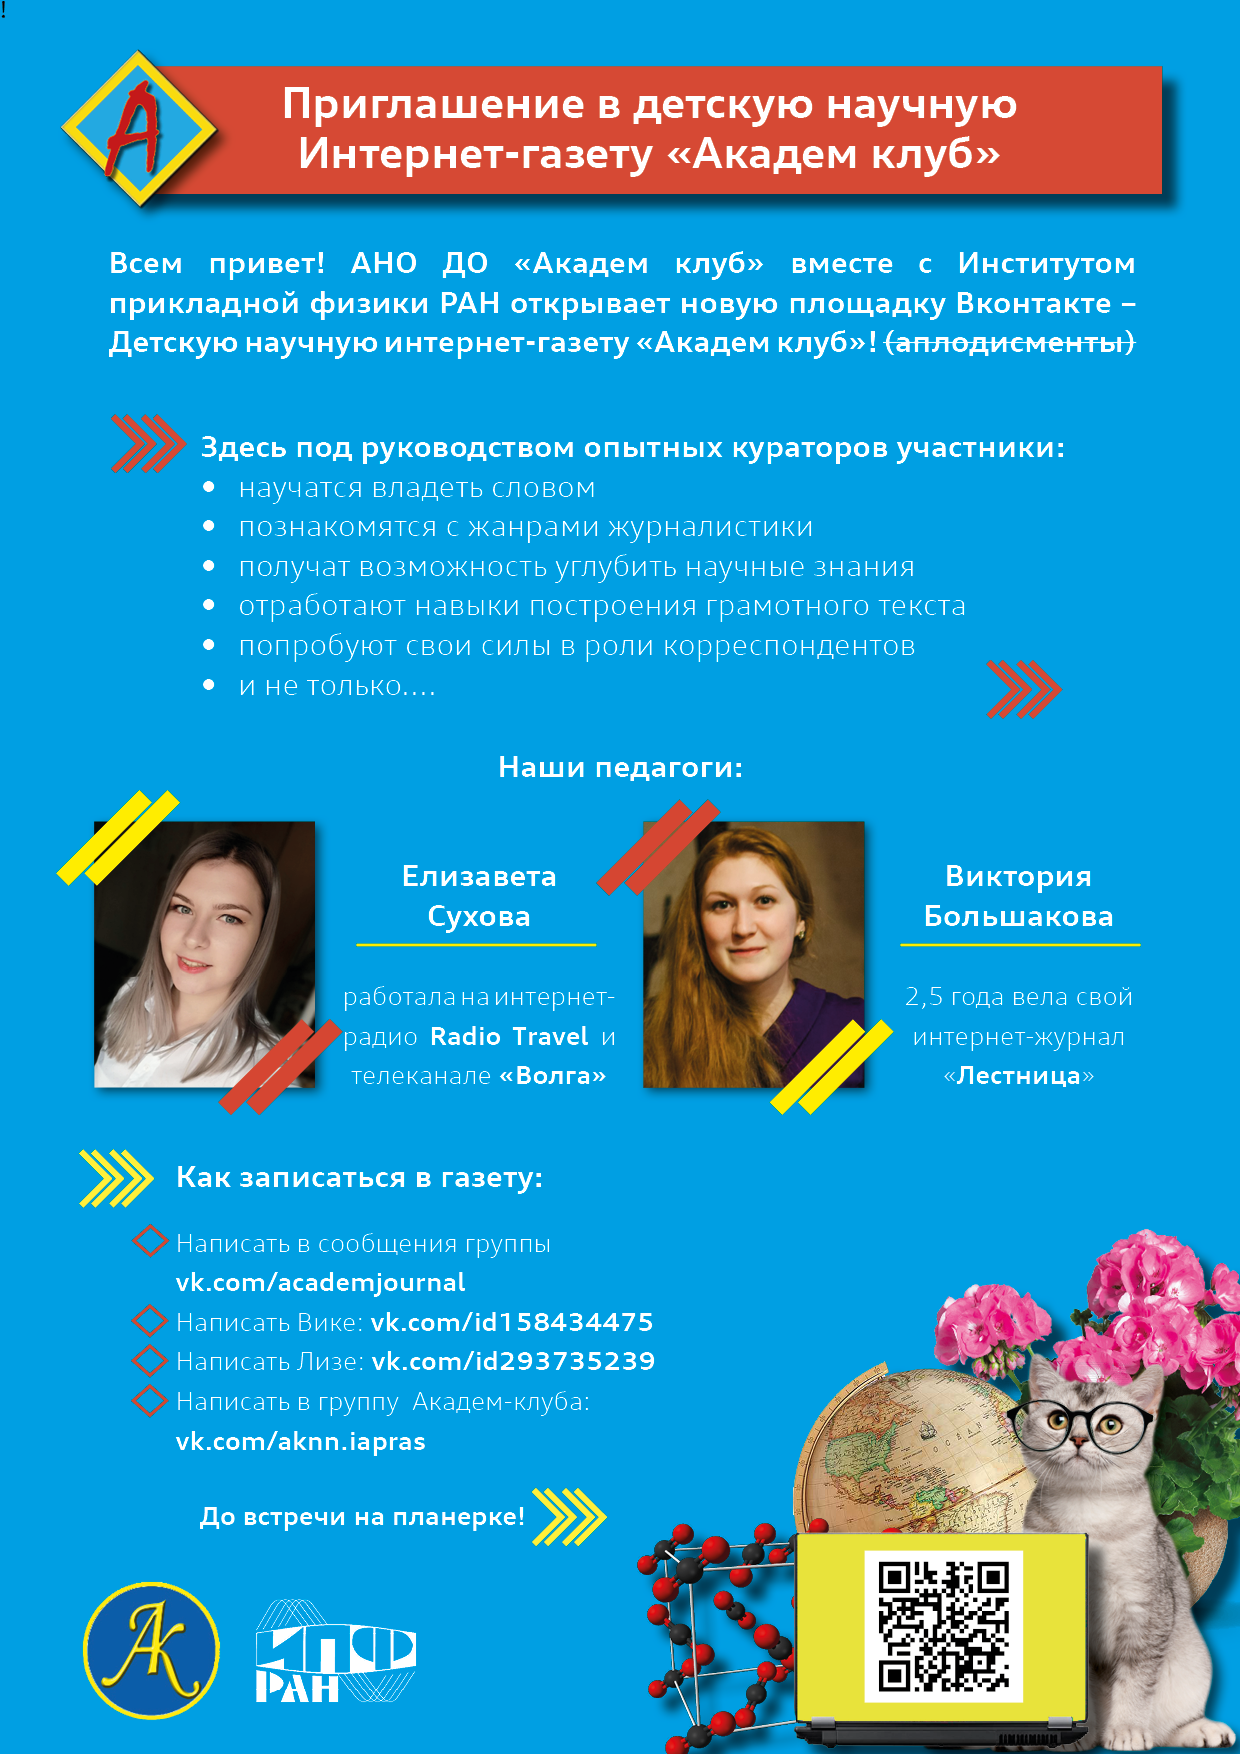 !
А
Приглашение в детскую научную
Интернет-газету «Академ клуб»
Всем привет! АНО ДО «Академ клуб» вместе с Институтом
прикладной физики РАН открывает новую площадку Вконтакте –
Детскую научную интернет-газету «Академ клуб»! (аплодисменты)
Здесь под руководством опытных кураторов участники:
• научатся владеть словом
• познакомятся с жанрами журналистики
• получат возможность углубить научные знания
• отработают навыки построения грамотного текста
• попробуют свои силы в роли корреспондентов
• и не только....
Наши педагоги:
Елизавета
Сухова
работала на интернет-
радио Radio Travel и
телеканале «Волга»
Виктория
Большакова
2,5 года вела свой
интернет-журнал
«Лестница»
Как записаться в газету:
Написать в сообщения группы
vk.com/academjournal
Написать Вике: vk.com/id158434475
Написать Лизе: vk.com/id293735239
Написать в группу Академ-клуба:
vk.com/aknn.iapras
До встречи на планерке!
АК
ИПФ
РАН